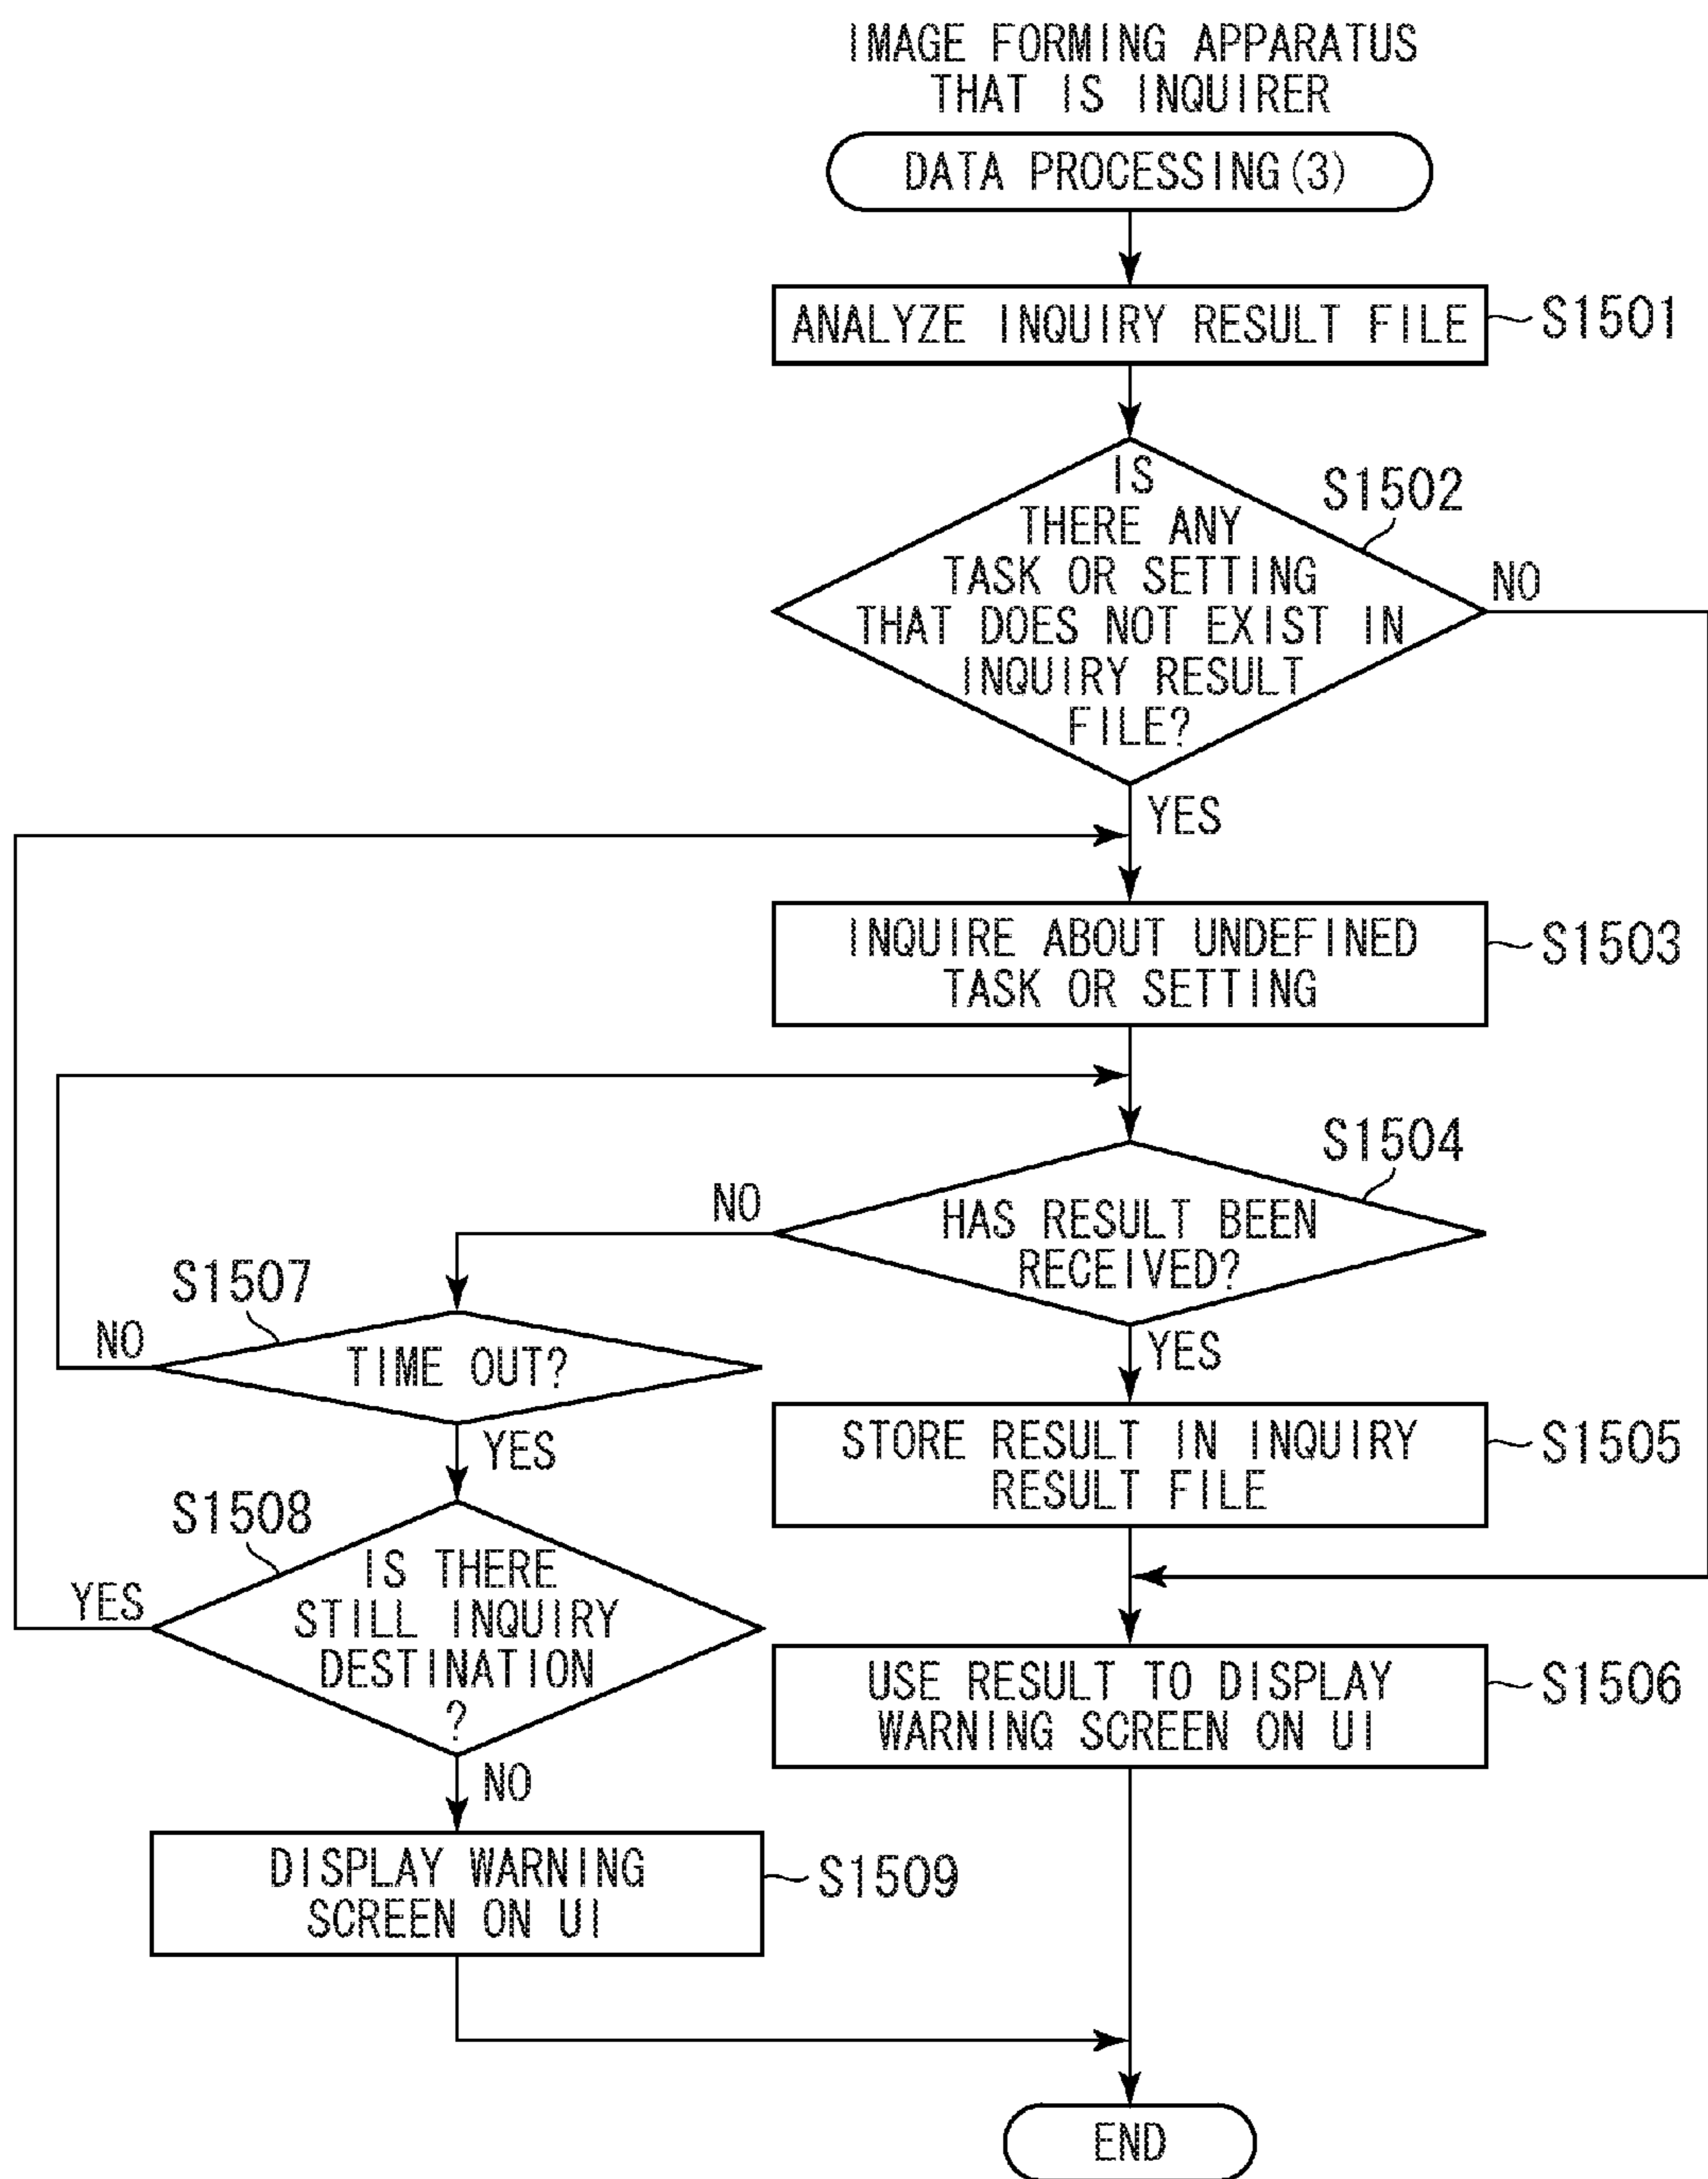 IMAGE FORMING APPARATUS
THAT IS INQUIRER
DATA PROCESSING(3)
ANALYZE INQUIRY RESULT FILE
S1501
S1502
IS
THERE ANY
TASK OR SETTING
THAT DOES NOT EXIST IN
INQUIRY RESULT
FILE?
NO
YES
INQUIRE ABOUT UNDEFINED
TASK OR SETTING
S1503
S1504
HAS RESULT BEEN
RECEIVED?
NO
YES
S1507
TIME OUT?
NO
YES
STORE RESULT IN INQUIRY
RESULT FILE
S1505
S1508
IS THERE
STILL INQUIRY
DESTINATION
?
YES
NO
USE RESULT TO DISPLAY
WARNING SCREEN ON UI
S1506
DISPLAY WARNING
SCREEN ON UI
S1509
END